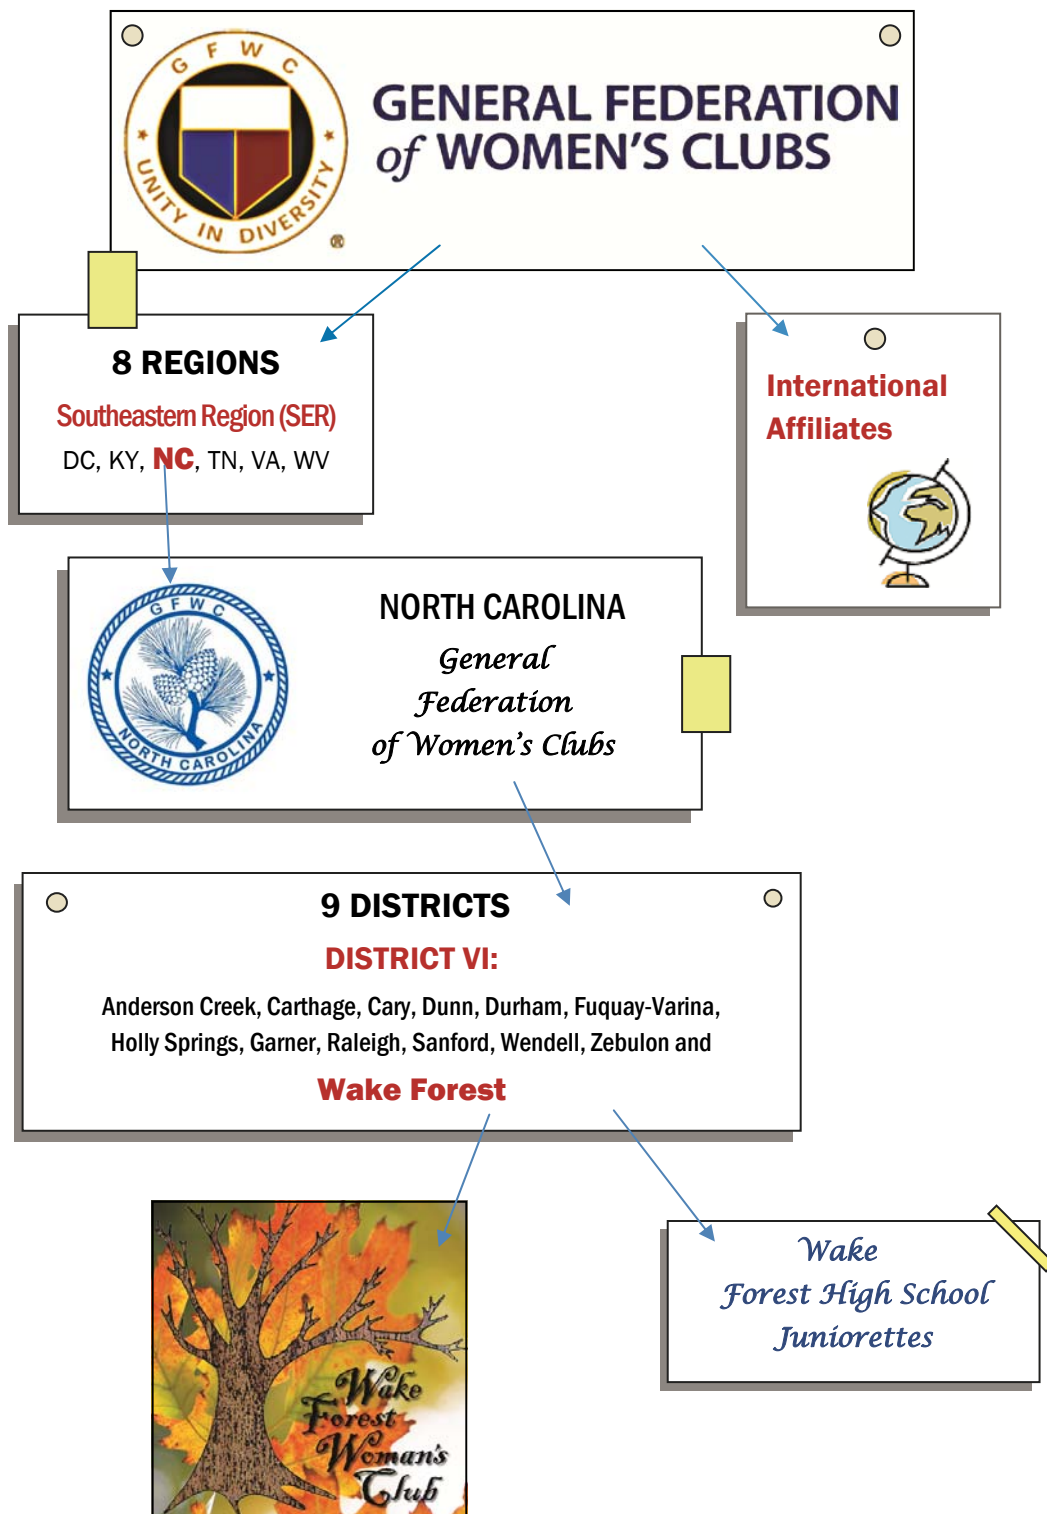 GFWC
UNITY IN DIVERSITY
®
GENERAL FEDERATION
of WOMEN'S CLUBS
8 REGIONS
Southeastern Region (SER)
DC, KY, NC, TN, VA, WV
International
Affiliates
GFWC
NORTH CAROLINA
NORTH CAROLINA
General
Federation
of Women's Clubs
9 DISTRICTS
DISTRICT VI:
Anderson Creek, Carthage, Cary, Dunn, Durham, Fuquay-Varina,
Holly Springs, Garner, Raleigh, Sanford, Wendell, Zebulon and
Wake Forest
Wake
Forest
Woman's
Club
Wake
Forest High School
Juniorettes